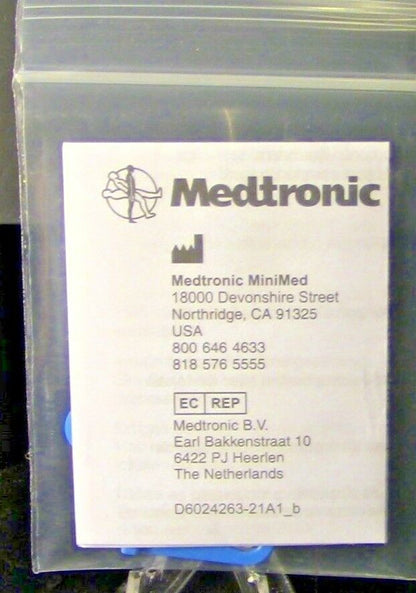 Medtronic
Medtronic MiniMed
18000 Devonshire Street
Northridge, CA 91325
USA
800 646 4633
818 576 5555
EC REP
Medtronic B.V.
Earl Bakkenstraat 10
6422 PJ Heerlen
The Netherlands
D6024263-21A1_b